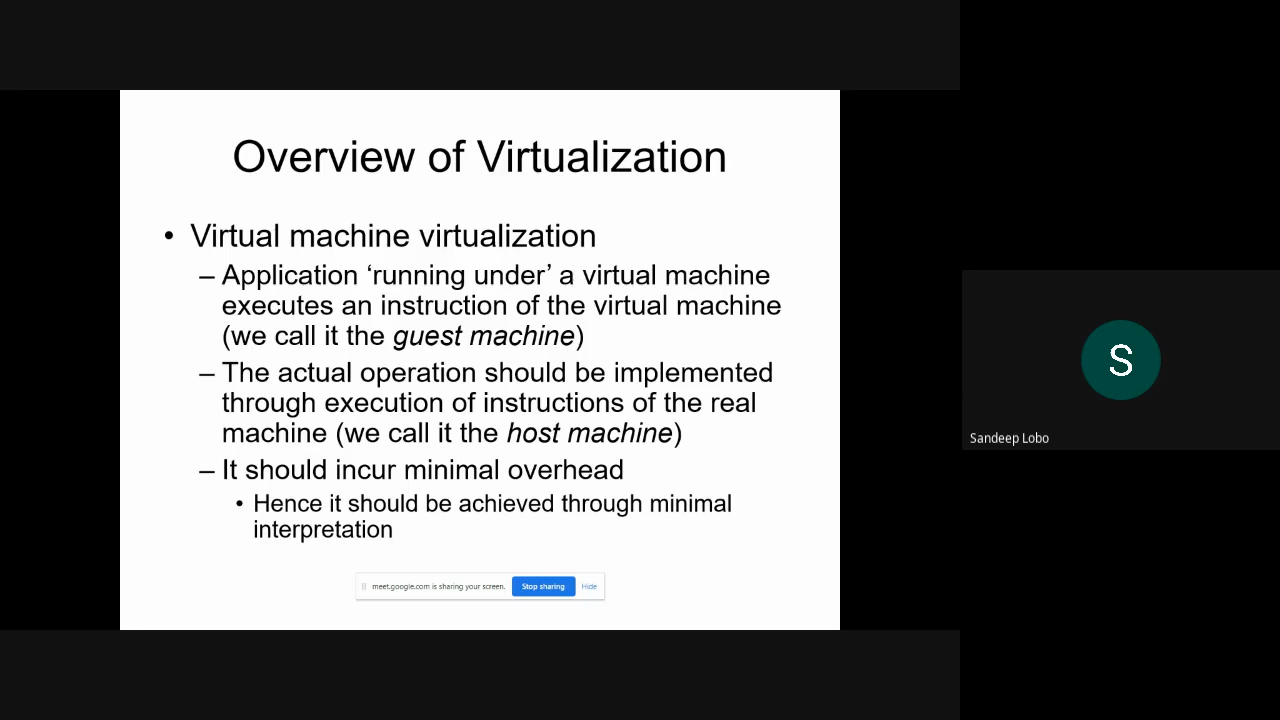 Overview of Virtualization
• Virtual machine virtualization
– Application ‘running under’ a virtual machine
executes an instruction of the virtual machine
(we call it the guest machine)
– The actual operation should be implemented
through execution of instructions of the real
machine (we call it the host machine)
– It should incur minimal overhead
• Hence it should be achieved through minimal
interpretation
meet.google.com is sharing your screen. Stop sharing Hide
S
Sandeep Lobo